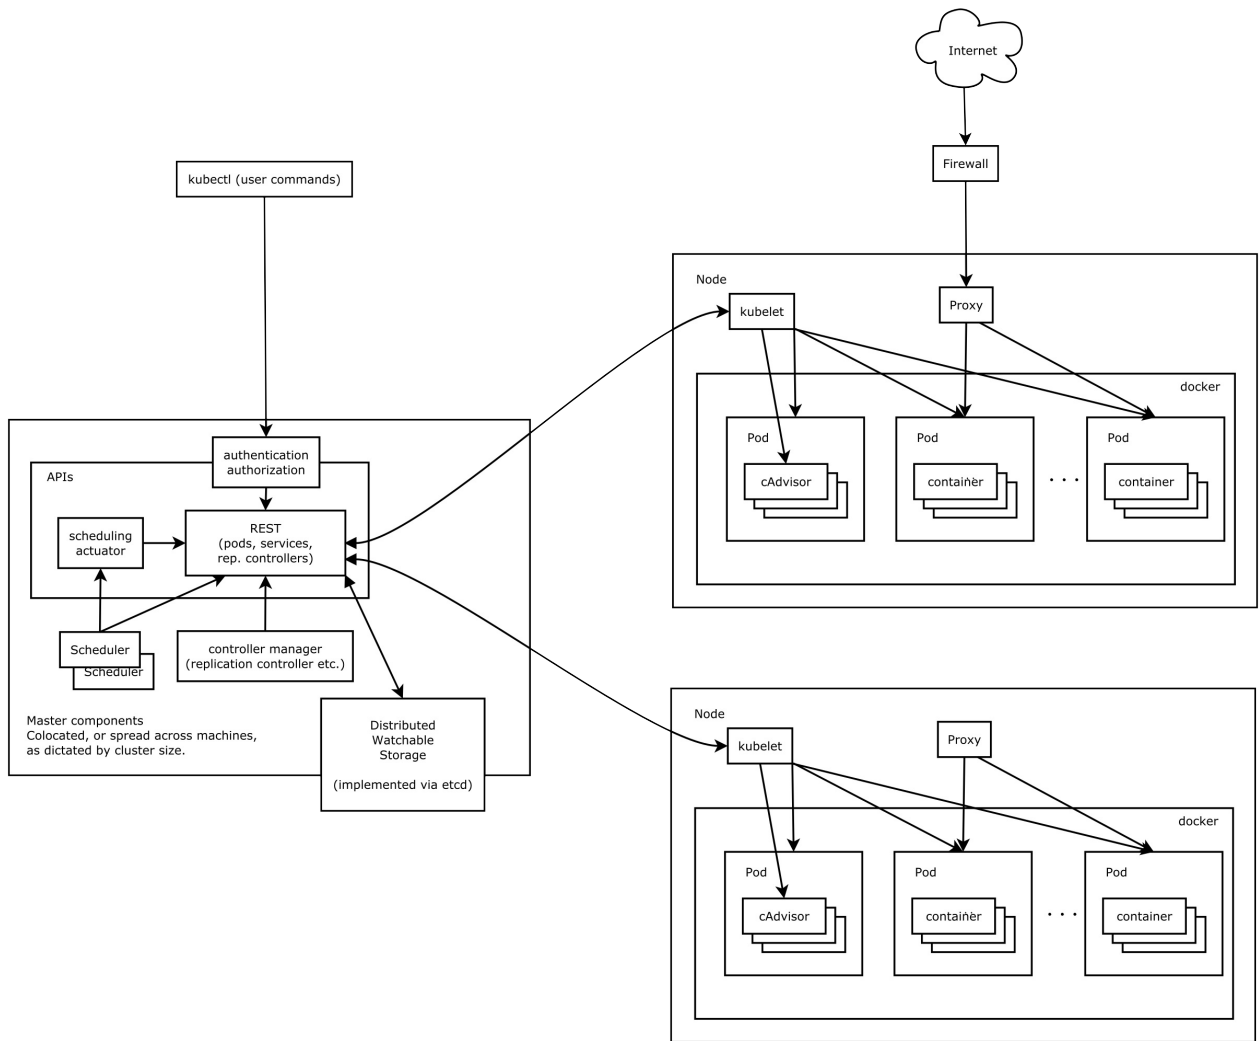 Internet
Firewall
kubectl (user commands)
authentication
authorization
APIs
REST
(pods, services,
rep. controllers)
scheduling
actuator
Scheduler
Scheduler
controller manager
(replication controller etc.)
Master components
Colocated, or spread across machines,
as dictated by cluster size.
Distributed
Watchable
Storage
(implemented via etcd)
Node
kubelet
Proxy
docker
Pod
cAdvisor
Pod
container
. . .
Pod
container
Node
kubelet
Proxy
docker
Pod
cAdvisor
Pod
container
. . .
Pod
container